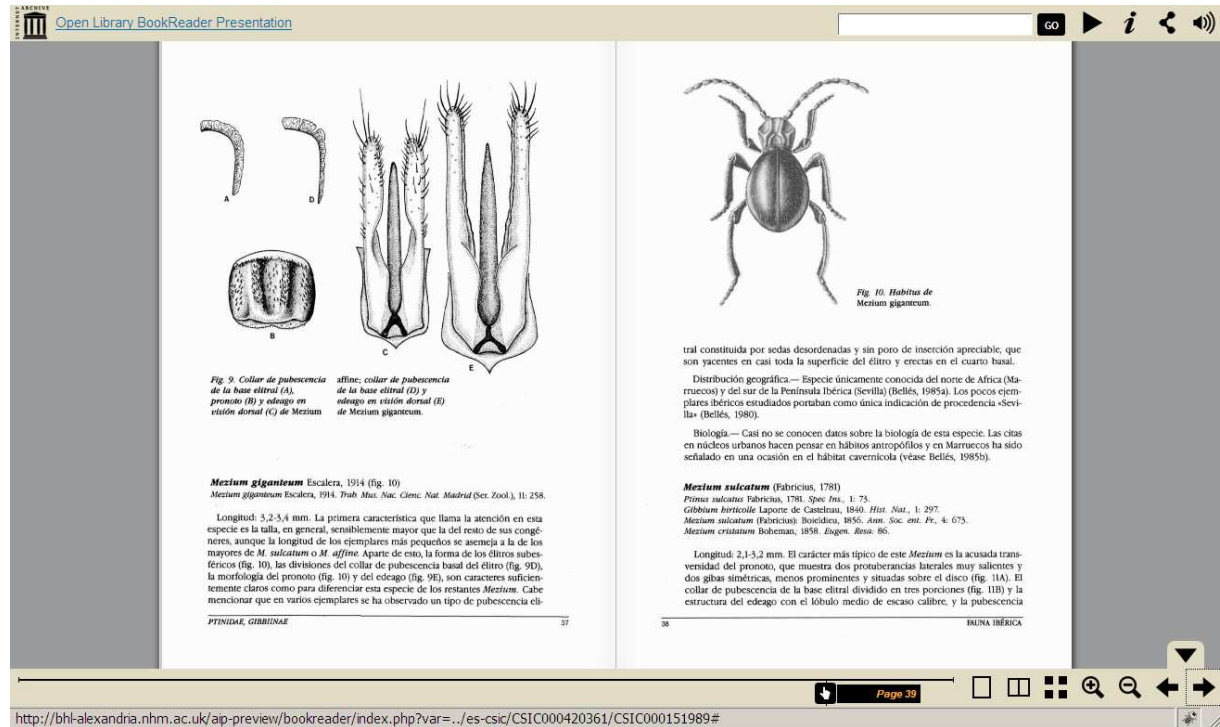 INTERNET ARCHIVE
Open Library BookReader Presentation
GO
A
D
B
C
E
Fig. 9. Collar de pubescencia
de la base elitral (A),
pronoto (B) y edeago en
visión dorsal (C) de Mezium
affine; collar de pubescencia
de la base elitral (D) y
edeago en visión dorsal (E)
de Mezium giganteum.
Mezium giganteum Escalera, 1914 (fig. 10)
Mezium giganteum Escalera, 1914. Trab. Mus. Nac. Cienc. Nat. Madrid (Ser. Zool.), 11: 258.
Longitud: 3,2-3,4 mm. La primera característica que llama la atención en esta
especie es la talla, en general, sensiblemente mayor que la del resto de sus congé-
neres, aunque la longitud de los ejemplares más pequeños se asemeja a la de los
mayores de M. sulcatum o M. affine. Aparte de esto, la forma de los élitros subes-
féricos (fig. 10), las divisiones del collar de pubescencia basal del élitro (fig. 9D),
la morfología del pronoto (fig. 10) y del edeago (fig. 9E), son caracteres suficien-
temente claros como para diferenciar esta especie de los restantes Mezium. Cabe
mencionar que en varios ejemplares se ha observado un tipo de pubescencia eli-
PTINIDAE, GIBBIINAE
37
Fig. 10. Habitus de
Mezium giganteum.
tral constituida por sedas desordenadas y sin poro de inserción apreciable, que
son yacentes en casi toda la superficie del élitro y erectas en el cuarto basal.
Distribución geográfica.— Especie únicamente conocida del norte de Africa (Ma-
rruecos) y del sur de la Península Ibérica (Sevilla) (Bellés, 1985a). Los pocos ejem-
plares ibéricos estudiados portaban como única indicación de procedencia «Sevi-
lla» (Bellés, 1980).
Biología.— Casi no se conocen datos sobre la biología de esta especie. Las citas
en núcleos urbanos hacen pensar en hábitos antropófilos y en Marruecos ha sido
señalado en una ocasión en el hábitat cavernícola (véase Bellés, 1985b).
Mezium sulcatum (Fabricius, 1781)
Ptinus sulcatus Fabricius, 1781. Spec Ins., 1: 73.
Gibbium hirticolle Laporte de Castelnau, 1840. Hist. Nat., 1: 297.
Mezium sulcatum (Fabricius): Boieldieu, 1856. Ann. Soc. ent. Fr., 4: 673.
Mezium cristatum Boheman, 1858. Eugen. Resa: 86.
Longitud: 2,1-3,2 mm. El carácter más típico de este Mezium es la acusada trans-
versidad del pronoto, que muestra dos protuberancias laterales muy salientes y
dos gibas simétricas, menos prominentes y situadas sobre el disco (fig. 11A). El
collar de pubescencia de la base elitral dividido en tres porciones (fig. 11B) y la
estructura del edeago con el lóbulo medio de escaso calibre, y la pubescencia
38
FAUNA IBÉRICA
Page 39
http://bhl-alexandria.nhm.ac.uk/aip-preview/bookreader/index.php?var=../es-csic/CSIC000420361/CSIC000151989#